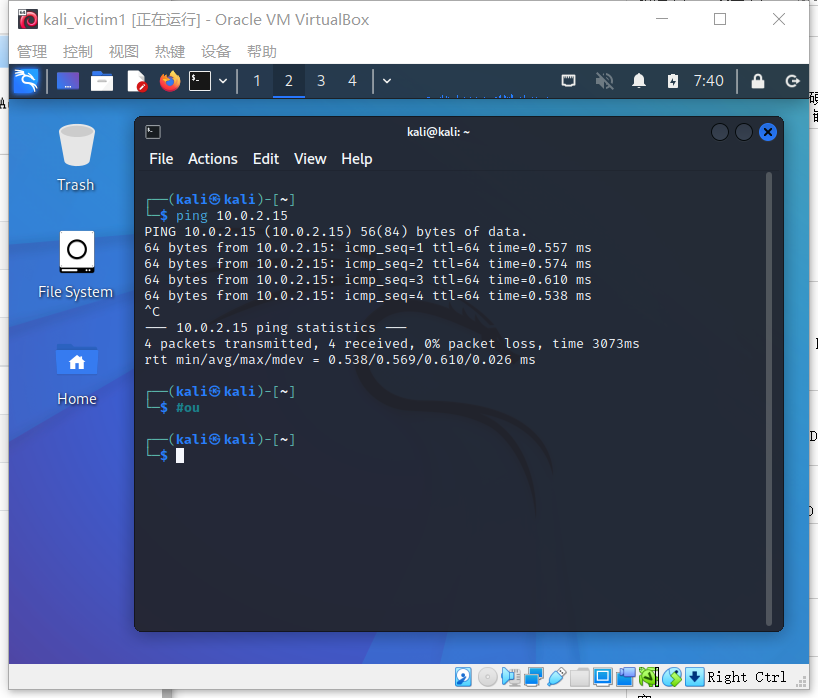 kali_victim1 [正在运行] - Oracle VM VirtualBox
管理 控制 视图 热键 设备 帮助
1 2 3 4 7:40
kali@kali: ~
File Actions Edit View Help
Trash
File System
Home
┌──(kali㉿kali)-[~]
└─$ ping 10.0.2.15
PING 10.0.2.15 (10.0.2.15) 56(84) bytes of data.
64 bytes from 10.0.2.15: icmp_seq=1 ttl=64 time=0.557 ms
64 bytes from 10.0.2.15: icmp_seq=2 ttl=64 time=0.574 ms
64 bytes from 10.0.2.15: icmp_seq=3 ttl=64 time=0.610 ms
64 bytes from 10.0.2.15: icmp_seq=4 ttl=64 time=0.538 ms
^C
─── 10.0.2.15 ping statistics ───
4 packets transmitted, 4 received, 0% packet loss, time 3073ms
rtt min/avg/max/mdev = 0.538/0.569/0.610/0.026 ms
┌──(kali㉿kali)-[~]
└─$ #ou
┌──(kali㉿kali)-[~]
└─$
Right Ctrl